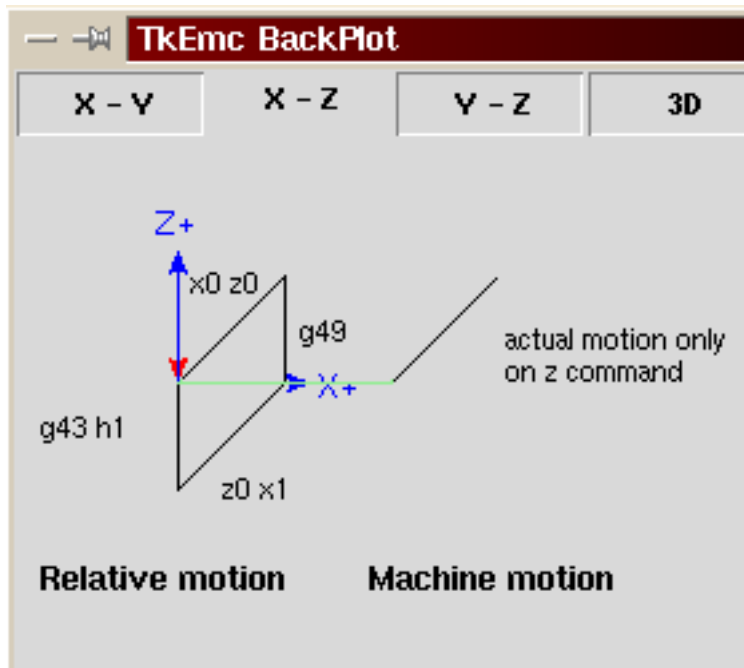 TkEmc BackPlot
X - Y
X - Z
Y - Z
3D
Z+
x0 z0
g49
actual motion only
on z command
X+
g43 h1
z0 x1
Relative motion
Machine motion